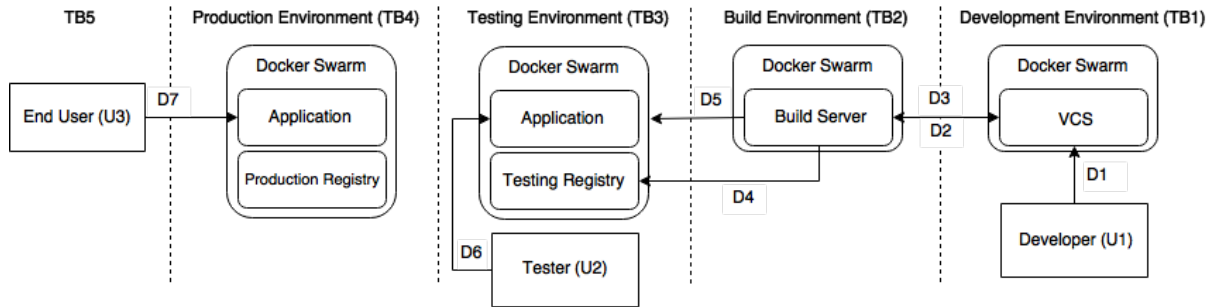 TB5
Production Environment (TB4)
Testing Environment (TB3)
Build Environment (TB2)
Development Environment (TB1)
Docker Swarm
Docker Swarm
Docker Swarm
Docker Swarm
End User (U3)
D7
Application
Application
D5
Build Server
D3
D2
VCS
Production Registry
Testing Registry
D4
D1
D6
Tester (U2)
Developer (U1)